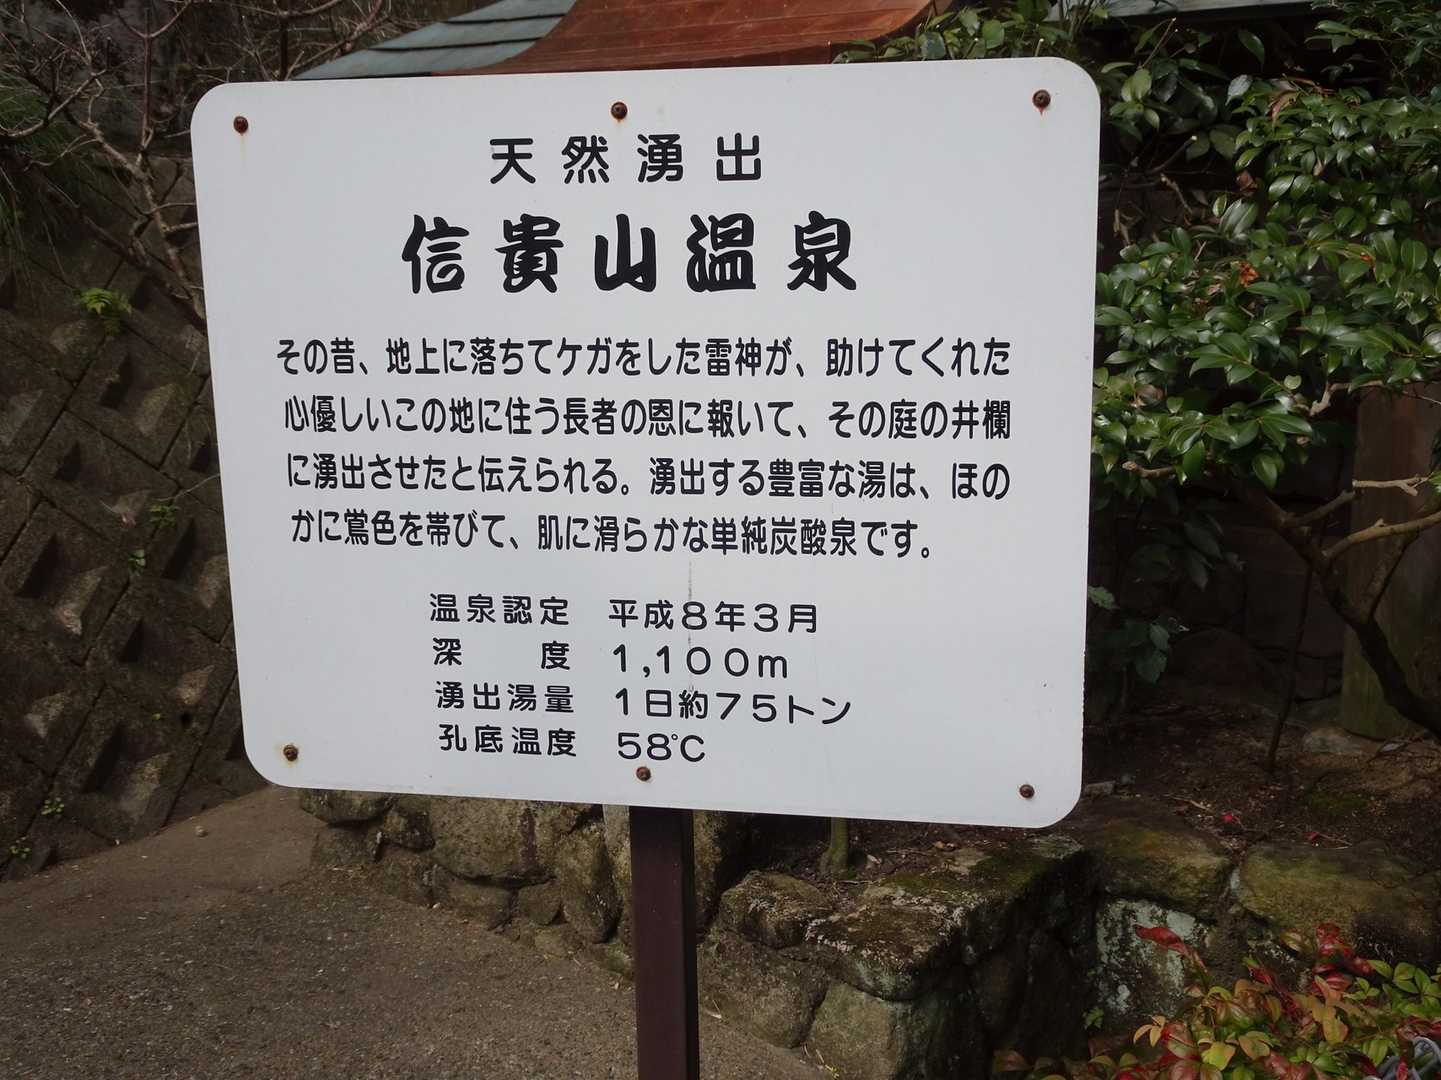 天然湧出
信貴山温泉
その昔、地上に落ちてケガをした雷神が、助けてくれた
心優しいこの地に住う長者の恩に報いて、その庭の井欄
に湧出させたと伝えられる。湧出する豊富な湯は、ほの
かに鶯色を帯びて、肌に滑らかな単純炭酸泉です。
温泉認定 平成8年3月
深度 1,100m
湧出湯量 1日約75トン
孔底温度 58℃